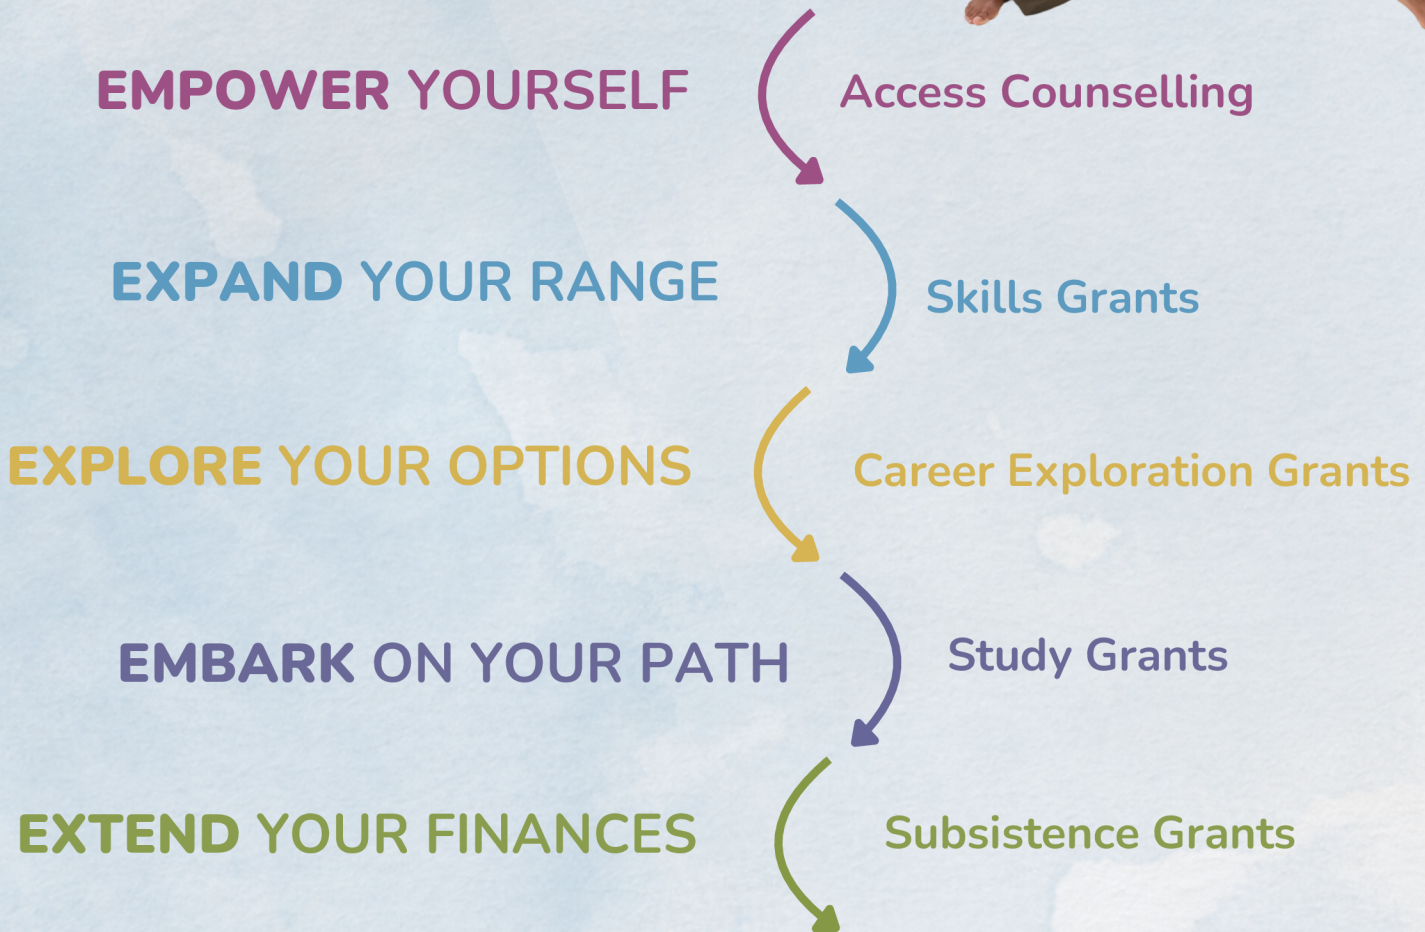 EMPOWER YOURSELF
Access Counselling
EXPAND YOUR RANGE
Skills Grants
EXPLORE YOUR OPTIONS
Career Exploration Grants
EMBARK ON YOUR PATH
Study Grants
EXTEND YOUR FINANCES
Subsistence Grants